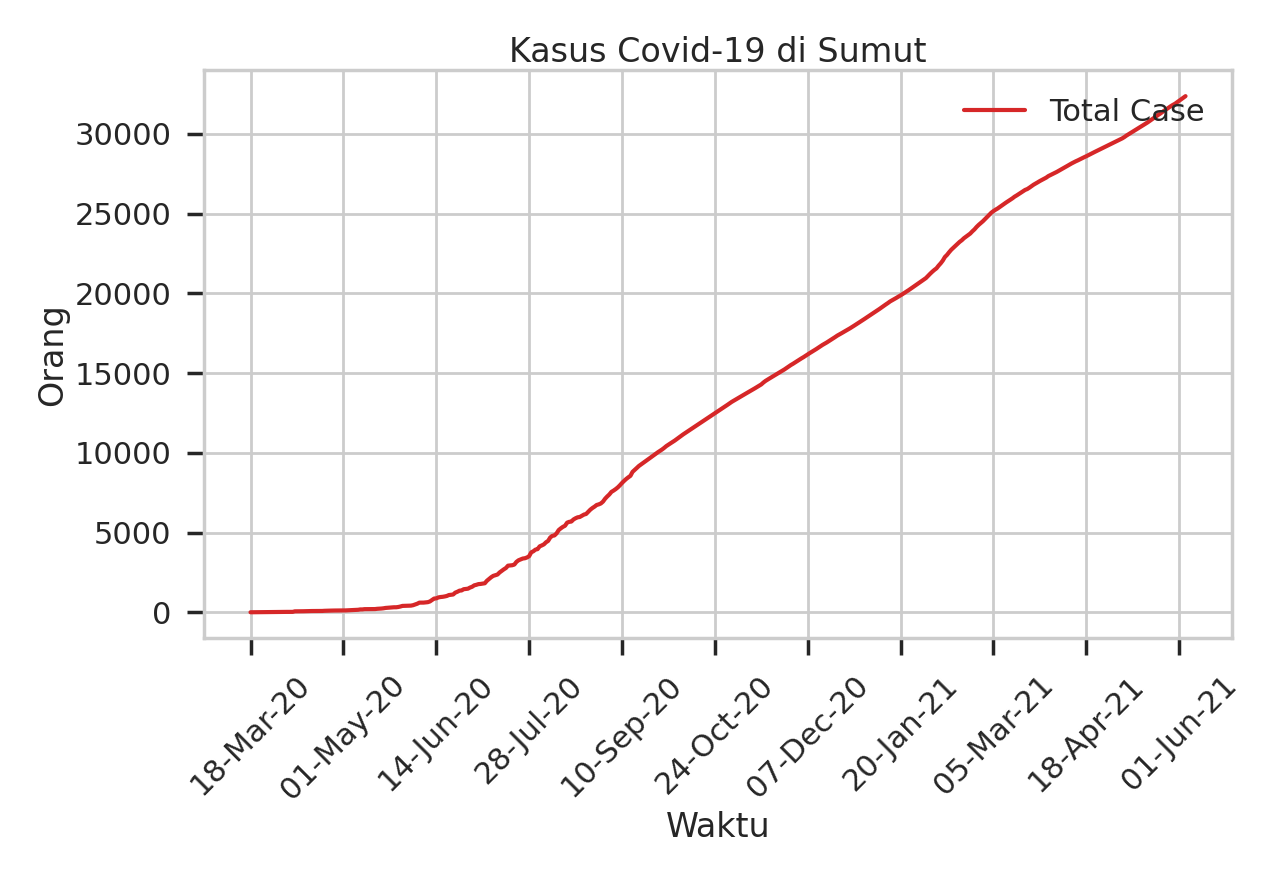 Kasus Covid-19 di Sumut
Total Case
Orang
30000
25000
20000
15000
10000
5000
0
18-Mar-20
01-May-20
14-Jun-20
28-Jul-20
10-Sep-20
24-Oct-20
07-Dec-20
20-Jan-21
05-Mar-21
18-Apr-21
01-Jun-21
Waktu